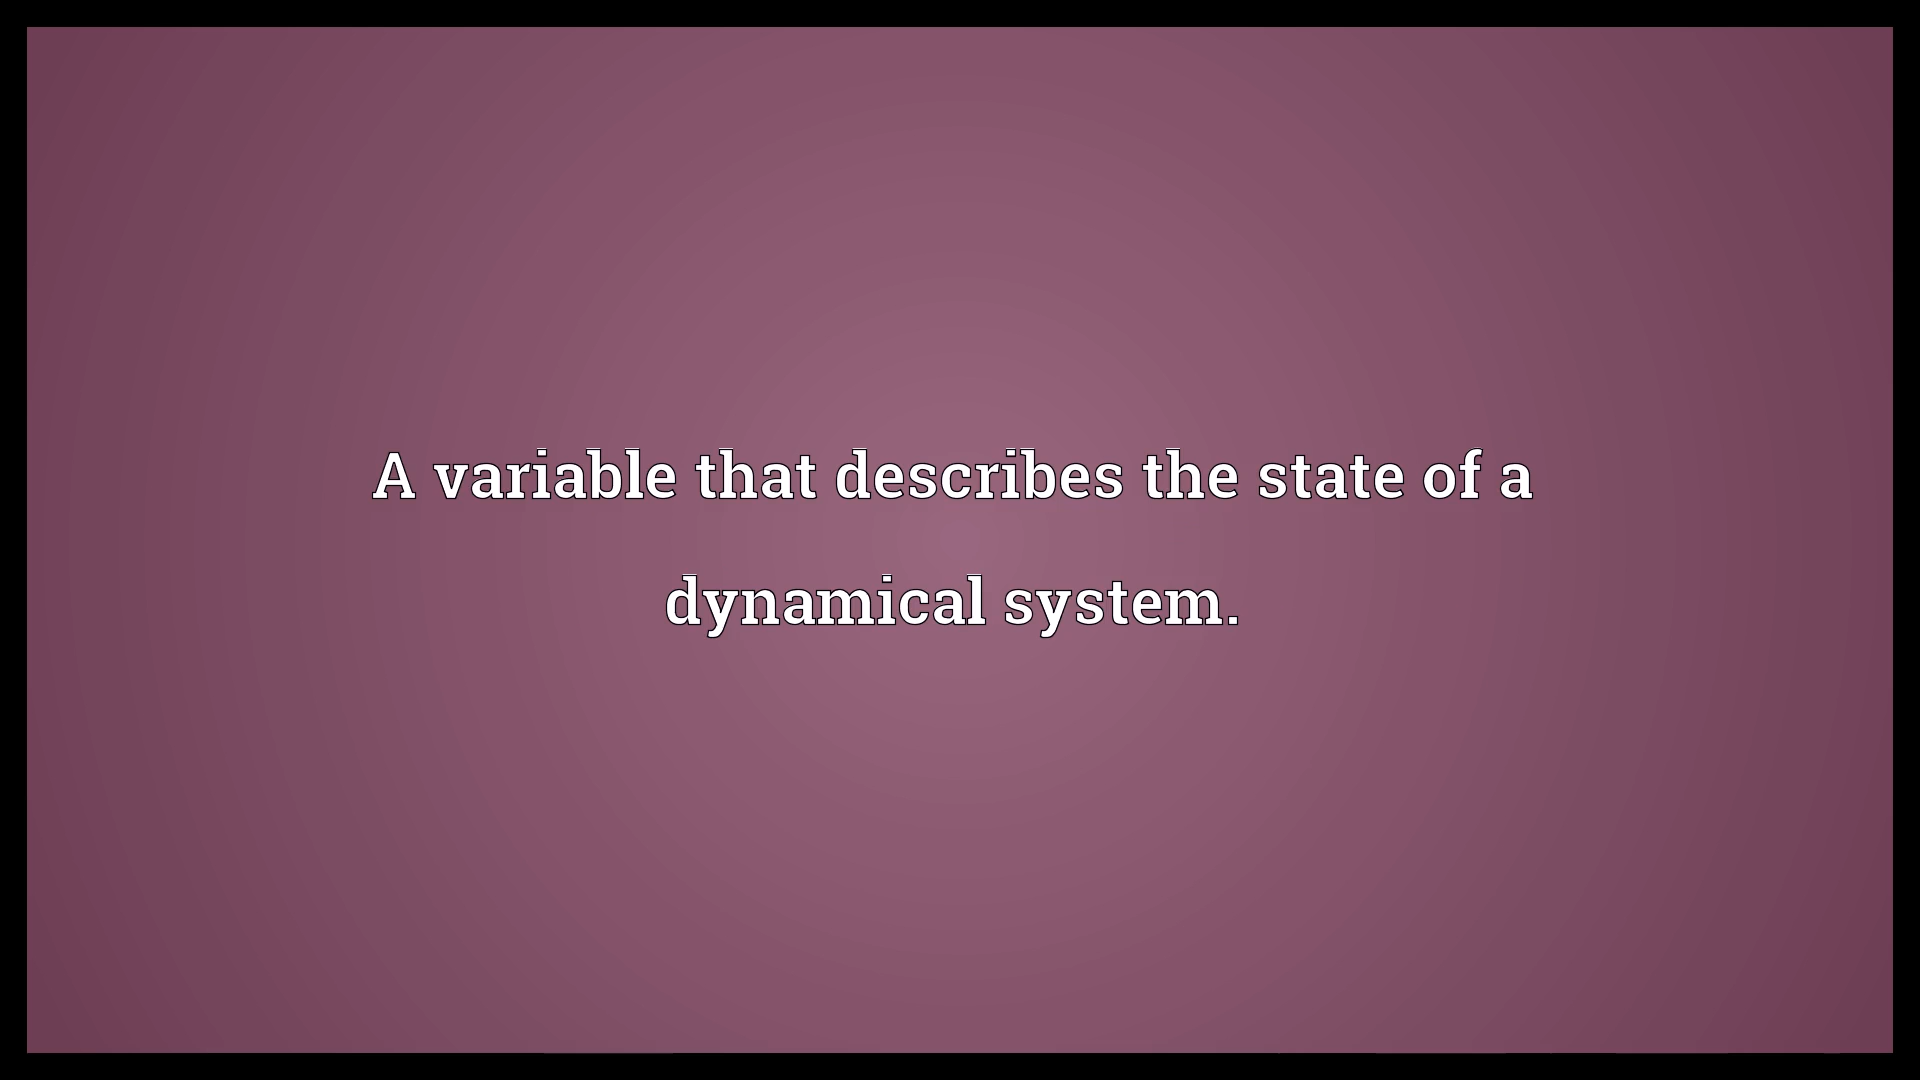 A variable that describes the state of a
dynamical system.